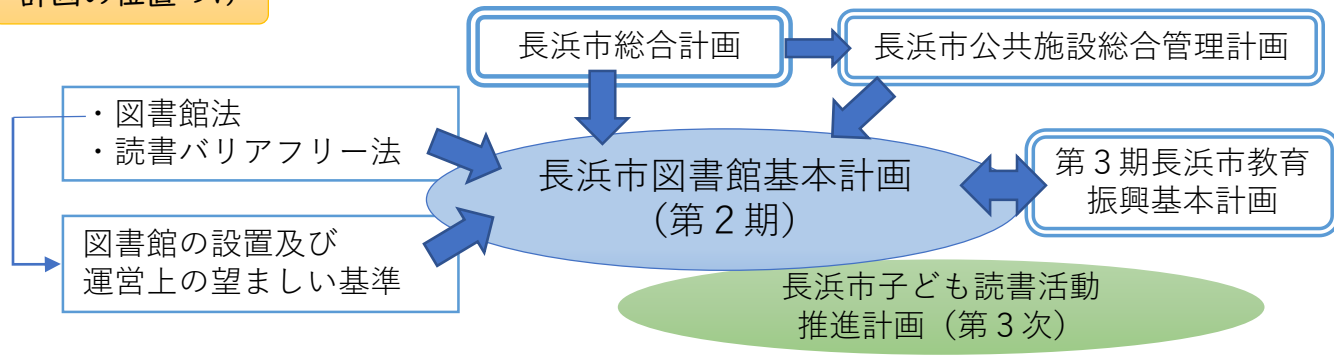 計画の位置づけ
長浜市総合計画
長浜市公共施設総合管理計画
・図書館法
・読書バリアフリー法
長浜市図書館基本計画
（第２期）
第３期長浜市教育
振興基本計画
図書館の設置及び
運営上の望ましい基準
長浜市子ども読書活動
推進計画（第３次）